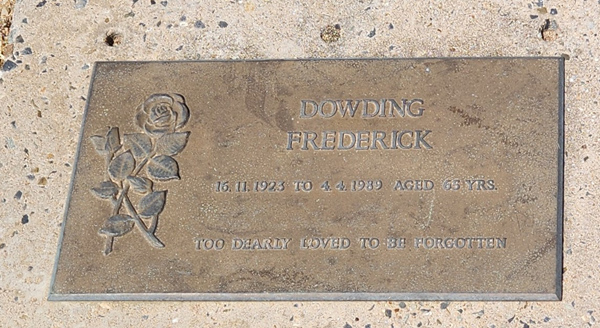 DOWDING
FREDERICK
16.11.1923 TO 4.4.1989 AGED 65 YRS.
TOO DEARLY LOVED TO BE FORGOTTEN